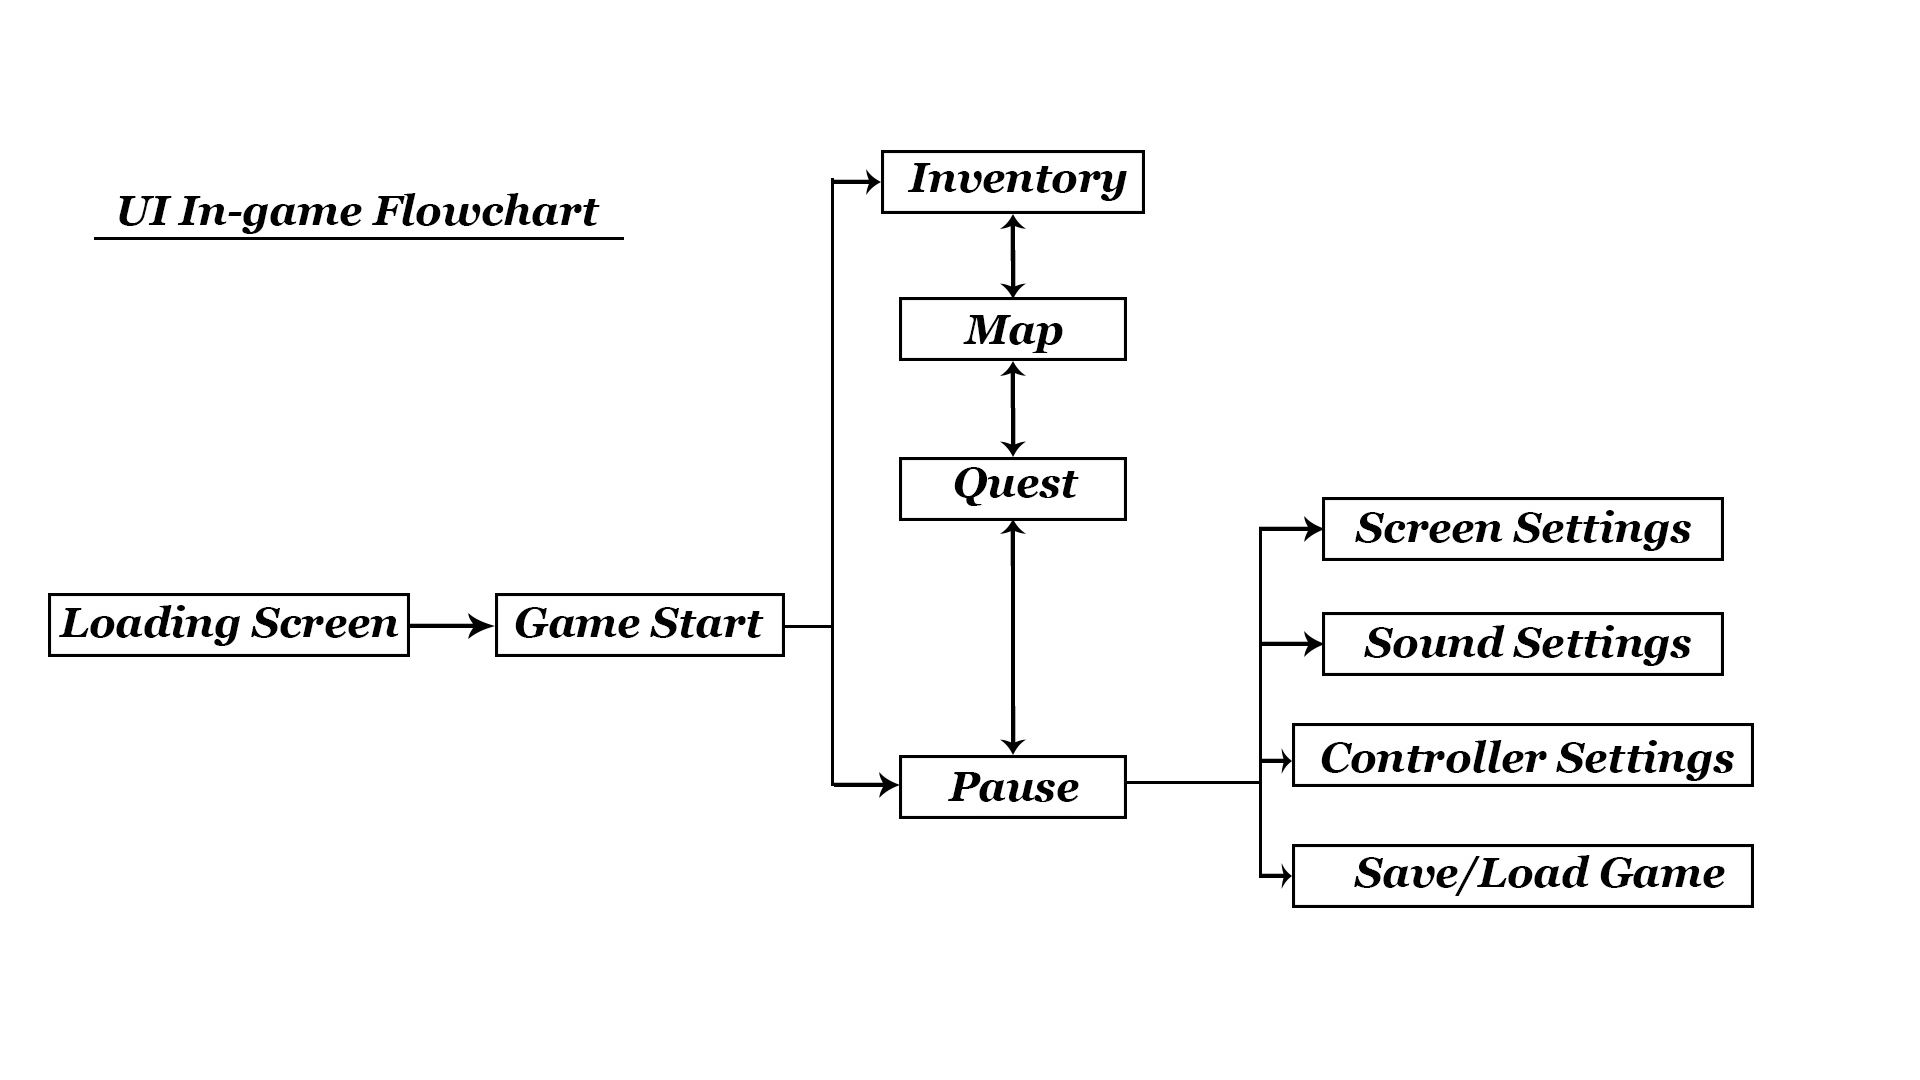 UI In-game Flowchart
Inventory
Map
Quest
Loading Screen
Game Start
Pause
Screen Settings
Sound Settings
Controller Settings
Save/Load Game